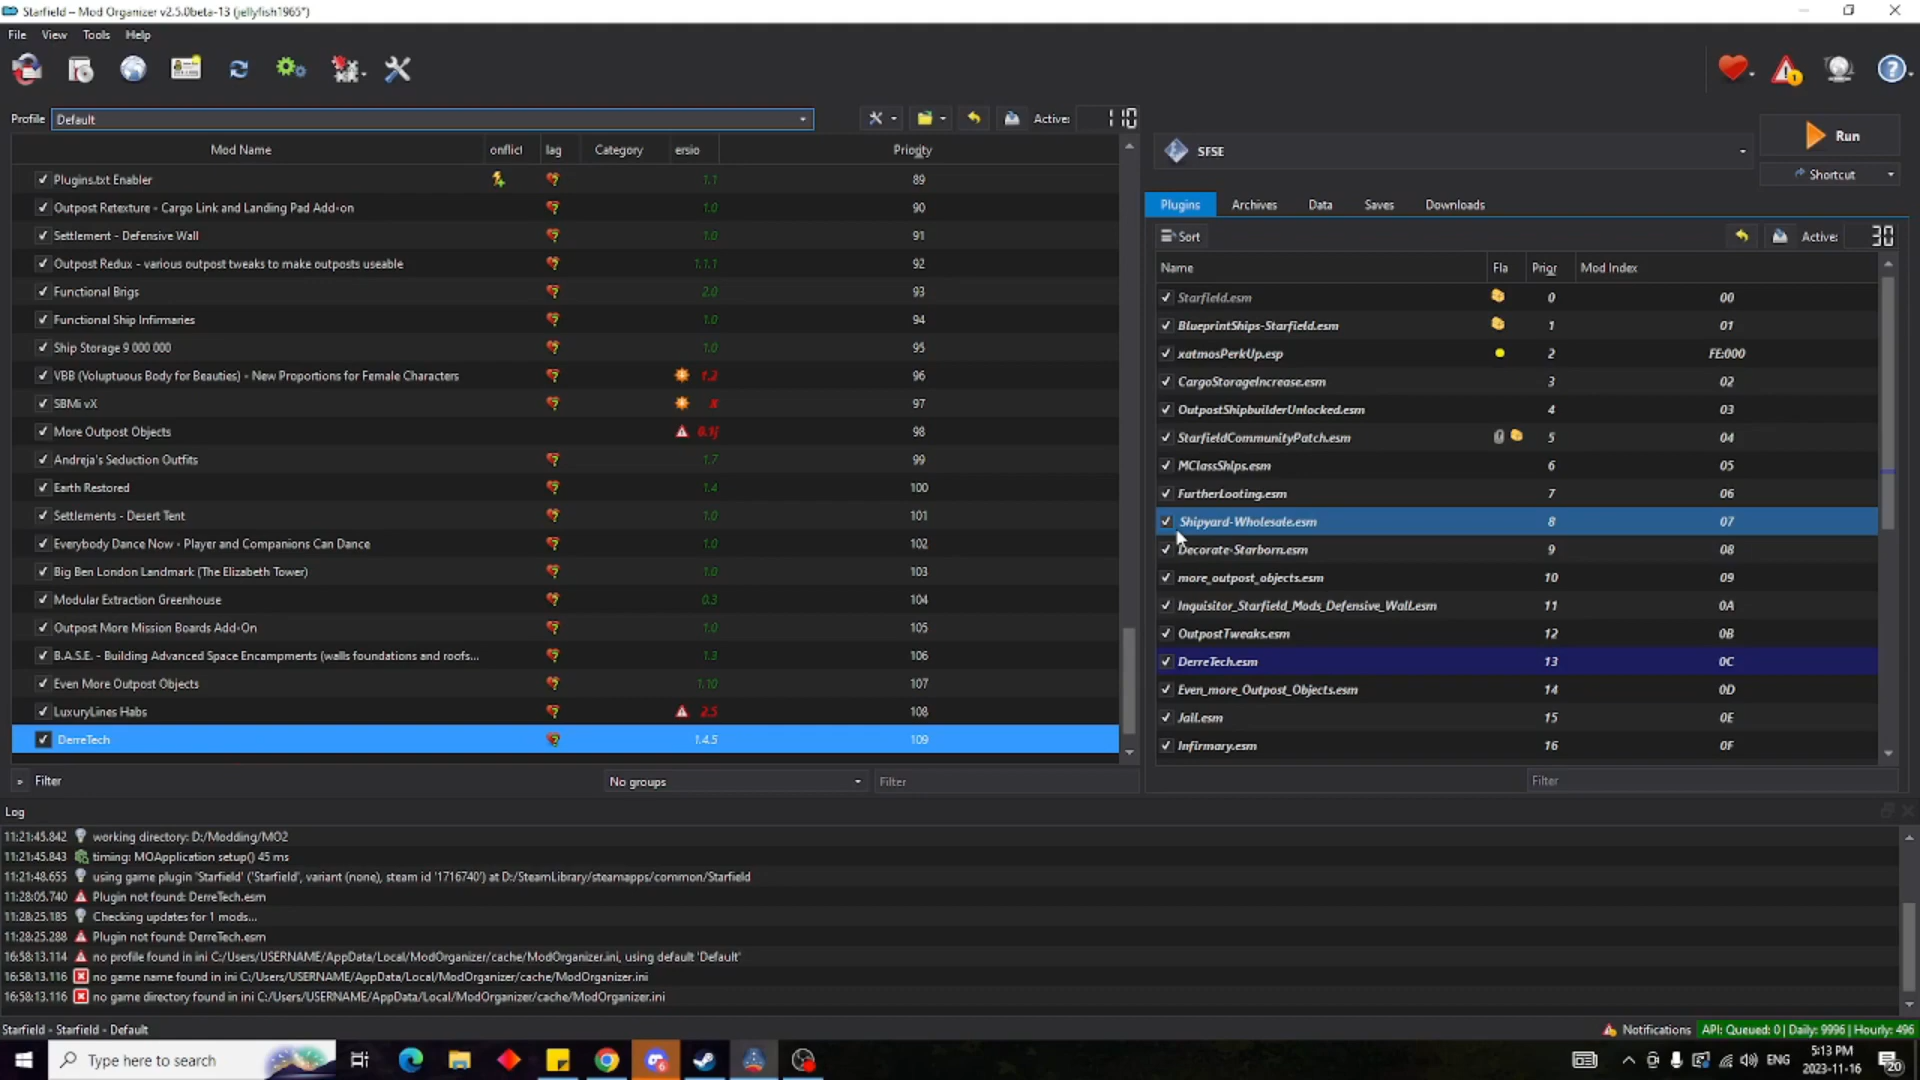 Starfield – Mod Organizer v2.5.0beta-13 (jellyfish1965*)
File View Tools Help
Profile Default Active: 110
Mod Name onflict lag Category ersio Priority
Plugins.txt Enabler 1.1 89
Outpost Retexture - Cargo Link and Landing Pad Add-on 1.0 90
Settlement - Defensive Wall 1.0 91
Outpost Redux - various outpost tweaks to make outposts useable 1.1.1 92
Functional Brigs 2.0 93
Functional Ship Infirmaries 1.0 94
Ship Storage 9 000 000 1.0 95
VBB (Voluptuous Body for Beauties) - New Proportions for Female Characters 1.2 96
SBMi vX x 97
More Outpost Objects 98
Andreja's Seduction Outfits 1.7 99
Earth Restored 1.4 100
Settlements - Desert Tent 1.0 101
Everybody Dance Now - Player and Companions Can Dance 1.0 102
Big Ben London Landmark (The Elizabeth Tower) 1.0 103
Modular Extraction Greenhouse 0.3 104
Outpost More Mission Boards Add-On 1.0 105
B.A.S.E. - Building Advanced Space Encampments (walls foundations and roofs... 1.3 106
Even More Outpost Objects 1.10 107
LuxuryLines Habs 2.5 108
DerreTech 1.4.5 109
» Filter No groups Filter
SFSE
Run
Shortcut
Plugins Archives Data Saves Downloads
Sort Active: 30
Name Fla Prior Mod Index
Starfield.esm 0 00
BlueprintShips-Starfield.esm 1 01
xatmosPerkUp.esp 2 FE:000
CargoStorageIncrease.esm 3 02
OutpostShipbuilderUnlocked.esm 4 03
StarfieldCommunityPatch.esm 5 04
MClassShips.esm 6 05
FurtherLooting.esm 7 06
Shipyard-Wholesale.esm 8 07
Decorate-Starborn.esm 9 08
more_outpost_objects.esm 10 09
Inquisitor_Starfield_Mods_Defensive_Wall.esm 11 0A
OutpostTweaks.esm 12 0B
DerreTech.esm 13 0C
Even_more_Outpost_Objects.esm 14 0D
Jail.esm 15 0E
Infirmary.esm 16 0F
Filter
Log
11:21:45.842 working directory: D:/Modding/MO2
11:21:45.843 timing: MOApplication setup() 45 ms
11:21:48.655 using game plugin 'Starfield' ('Starfield', variant (none), steam id '1716740') at D:/SteamLibrary/steamapps/common/Starfield
11:28:05.740 Plugin not found: DerreTech.esm
11:28:25.185 Checking updates for 1 mods...
11:28:25.288 Plugin not found: DerreTech.esm
16:58:13.114 no profile found in ini C:/Users/USERNAME/AppData/Local/ModOrganizer/cache/ModOrganizer.ini, using default 'Default'
16:58:13.116 no game name found in ini C:/Users/USERNAME/AppData/Local/ModOrganizer/cache/ModOrganizer.ini
16:58:13.116 no game directory found in ini C:/Users/USERNAME/AppData/Local/ModOrganizer/cache/ModOrganizer.ini
Starfield - Starfield - Default Notifications API: Queued: 0 | Daily: 9996 | Hourly: 496
Type here to search ENG 5:13 PM
2023-11-16 20